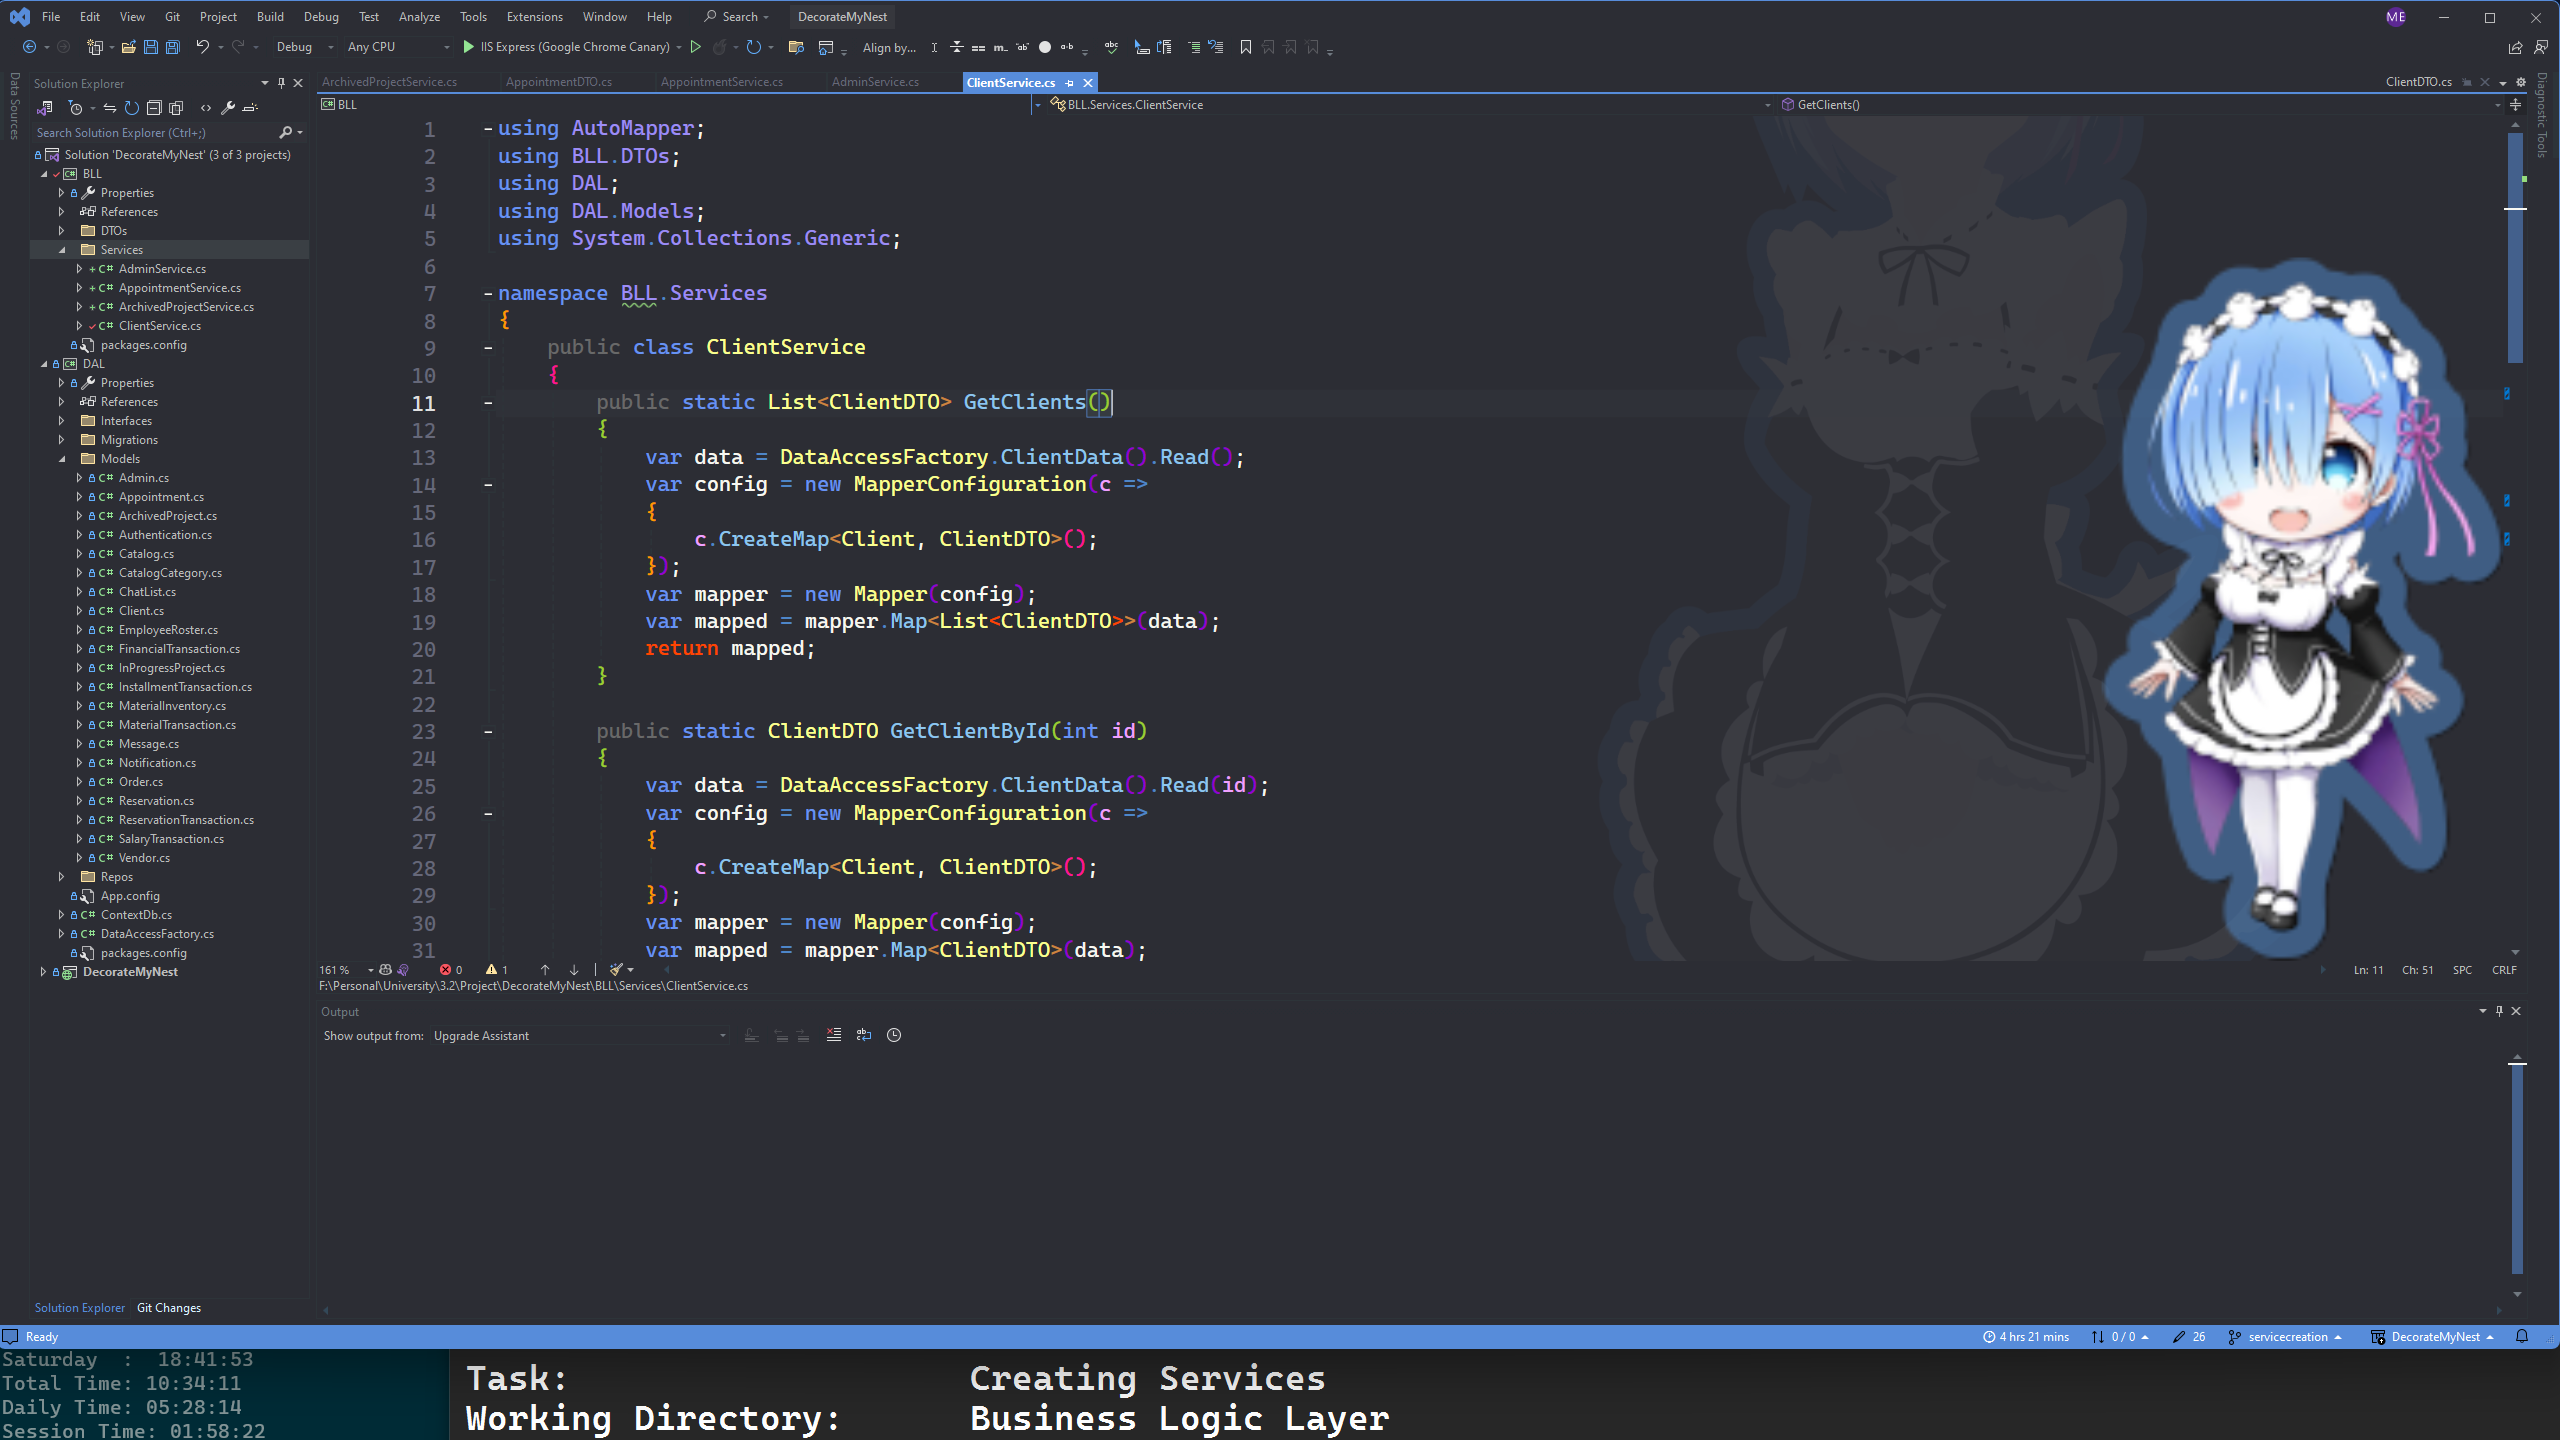 File Edit View Git Project Build Debug Test Analyze Tools Extensions Window Help Search DecorateMyNest ME
Debug Any CPU IIS Express (Google Chrome Canary) Align by...
Data Sources
Solution Explorer
Search Solution Explorer (Ctrl+;)
Solution 'DecorateMyNest' (3 of 3 projects)
BLL
Properties
References
DTOs
Services
AdminService.cs
AppointmentService.cs
ArchivedProjectService.cs
ClientService.cs
packages.config
DAL
Properties
References
Interfaces
Migrations
Models
Admin.cs
Appointment.cs
ArchivedProject.cs
Authentication.cs
Catalog.cs
CatalogCategory.cs
ChatList.cs
Client.cs
EmployeeRoster.cs
FinancialTransaction.cs
InProgressProject.cs
InstallmentTransaction.cs
MaterialInventory.cs
MaterialTransaction.cs
Message.cs
Notification.cs
Order.cs
Reservation.cs
ReservationTransaction.cs
SalaryTransaction.cs
Vendor.cs
Repos
App.config
ContextDb.cs
DataAccessFactory.cs
packages.config
DecorateMyNest
Solution Explorer Git Changes
ArchivedProjectService.cs AppointmentDTO.cs AppointmentService.cs AdminService.cs ClientService.cs ClientDTO.cs
BLL BLL.Services.ClientService GetClients()
Diagnostic Tools
1 using AutoMapper;
2 using BLL.DTOs;
3 using DAL;
4 using DAL.Models;
5 using System.Collections.Generic;
6
7 namespace BLL.Services
8 {
9 public class ClientService
10 {
11 public static List<ClientDTO> GetClients()
12 {
13 var data = DataAccessFactory.ClientData().Read();
14 var config = new MapperConfiguration(c =>
15 {
16 c.CreateMap<Client, ClientDTO>();
17 });
18 var mapper = new Mapper(config);
19 var mapped = mapper.Map<List<ClientDTO>>(data);
20 return mapped;
21 }
22
23 public static ClientDTO GetClientById(int id)
24 {
25 var data = DataAccessFactory.ClientData().Read(id);
26 var config = new MapperConfiguration(c =>
27 {
28 c.CreateMap<Client, ClientDTO>();
29 });
30 var mapper = new Mapper(config);
31 var mapped = mapper.Map<ClientDTO>(data);
161 % 0 1 Ln: 11 Ch: 51 SPC CRLF
F:\Personal\University\3.2\Project\DecorateMyNest\BLL\Services\ClientService.cs
Output
Show output from: Upgrade Assistant
Ready 4 hrs 21 mins 0 / 0 26 servicecreation DecorateMyNest
Saturday : 18:41:53
Total Time: 10:34:11
Daily Time: 05:28:14
Session Time: 01:58:22
Task: Creating Services
Working Directory: Business Logic Layer